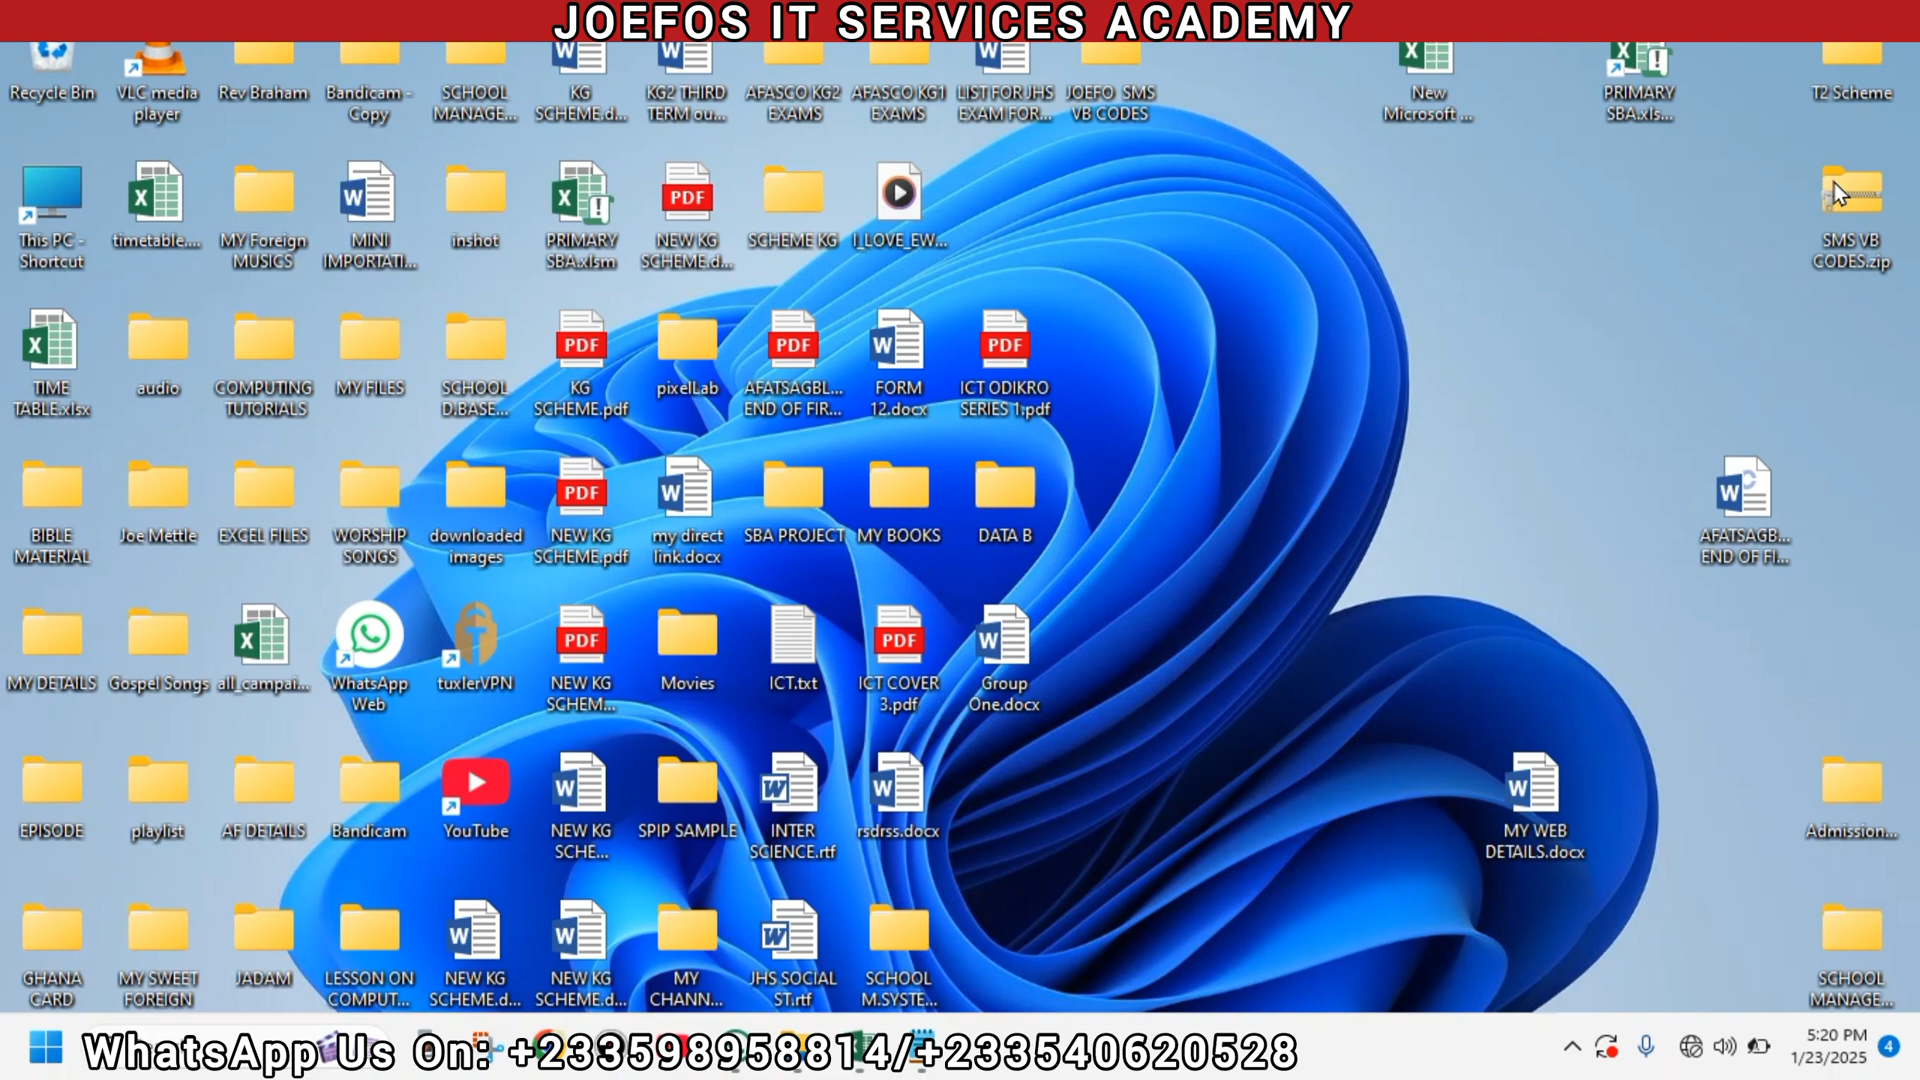 JOEFOS IT SERVICES ACADEMY
Recycle Bin
VLC media
player
Rev Braham
Bandicam -
Copy
SCHOOL
MANAGE...
KG
SCHEME.d...
KG2 THIRD
TERM ou...
AFASCO KG2
EXAMS
AFASCO KG1
EXAMS
LIST FOR JHS
EXAM FOR...
JOEFO SMS
VB CODES
New
Microsoft ...
PRIMARY
SBA.xls...
T2 Scheme
This PC -
Shortcut
timetable....
MY Foreign
MUSICS
MINI
IMPORTATI...
inshot
PRIMARY
SBA.xlsm
NEW KG
SCHEME.d...
SCHEME KG
I_LOVE_EW...
SMS VB
CODES.zip
TIME
TABLE.xlsx
audio
COMPUTING
TUTORIALS
MY FILES
SCHOOL
D.BASE...
KG
SCHEME.pdf
pixelLab
AFATSAGBL...
END OF FIR...
FORM
12.docx
ICT ODIKRO
SERIES 1.pdf
BIBLE
MATERIAL
Joe Mettle
EXCEL FILES
WORSHIP
SONGS
downloaded
images
NEW KG
SCHEME.pdf
my direct
link.docx
SBA PROJECT
MY BOOKS
DATA B
AFATSAGB...
END OF FI...
MY DETAILS
Gospel Songs
all_campai...
WhatsApp
Web
tuxlerVPN
NEW KG
SCHEM...
Movies
ICT.txt
ICT COVER
3.pdf
Group
One.docx
EPISODE
playlist
AF DETAILS
Bandicam
YouTube
NEW KG
SCHE...
SPIP SAMPLE
INTER
SCIENCE.rtf
rsdrss.docx
MY WEB
DETAILS.docx
Admission...
GHANA
CARD
MY SWEET
FOREIGN
JADAM
LESSON ON
COMPUT...
NEW KG
SCHEME.d...
NEW KG
SCHEME.d...
MY
CHANN...
JHS SOCIAL
ST.rtf
SCHOOL
M.SYSTE...
SCHOOL
MANAGE...
WhatsApp Us On: +233598958814/+233540620528
5:20 PM
1/23/2025
4